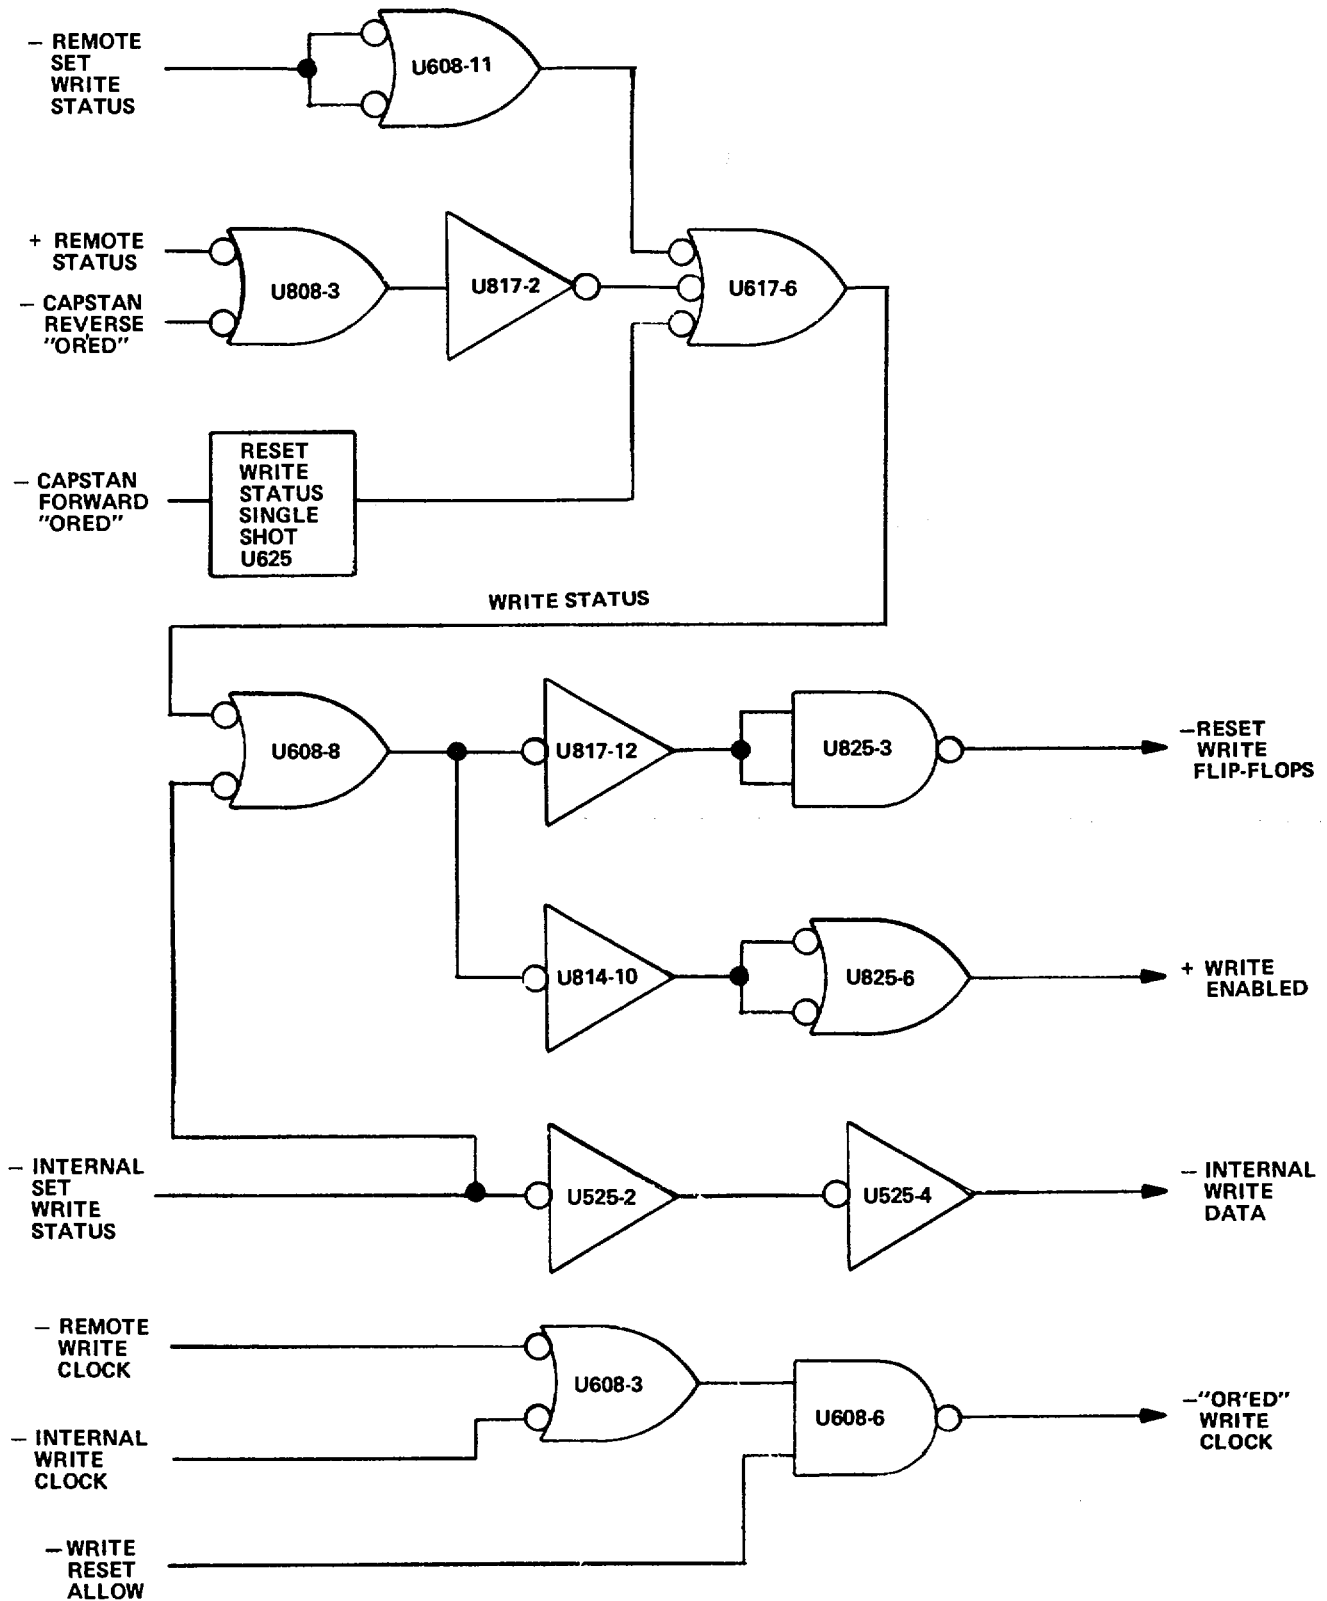 — REMOTE
SET
WRITE
STATUS
U608-11
+ REMOTE
STATUS
— CAPSTAN
REVERSE
"ORED"
U808-3
U817-2
U617-6
— CAPSTAN
FORWARD
"ORED"
RESET
WRITE
STATUS
SINGLE
SHOT
U625
WRITE STATUS
U608-8
U817-12
U825-3
—RESET
WRITE
FLIP-FLOPS
U814-10
U825-6
+ WRITE
ENABLED
— INTERNAL
SET
WRITE
STATUS
U525-2
U525-4
— INTERNAL
WRITE
DATA
— REMOTE
WRITE
CLOCK
— INTERNAL
WRITE
CLOCK
U608-3
U608-6
—"OR'ED"
WRITE
CLOCK
—WRITE
RESET
ALLOW